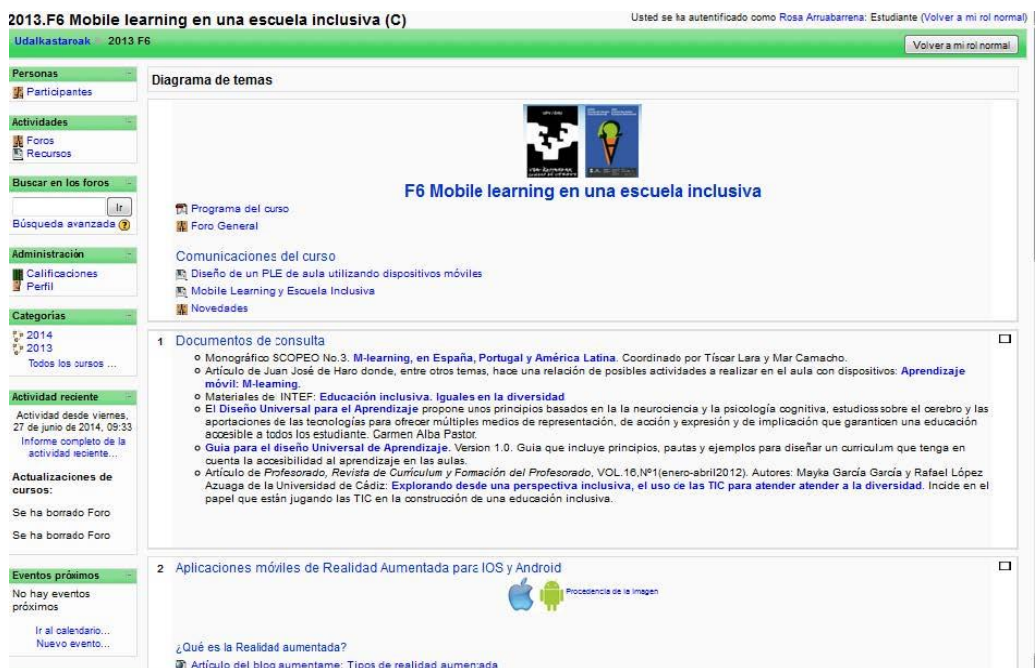 2013.F6 Mobile learning en una escuela inclusiva (C)
Usted se ha autentificado como Rosa Arruabarrena: Estudiante (Volver a mi rol normal)
Udalkastaroak 2013 F6
Volver a mi rol normal
Personas
Participantes
Actividades
Foros
Recursos
Buscar en los foros
Ir
Búsqueda avanzada
Administración
Calificaciones
Perfil
Categorías
2014
2013
Todos los cursos ...
Actividad reciente
Actividad desde viernes,
27 de junio de 2014, 09:33
Informe completo de la
actividad reciente...
Actualizaciones de
cursos:
Se ha borrado Foro
Se ha borrado Foro
Eventos próximos
No hay eventos
próximos
Ir al calendario...
Nuevo evento...
Diagrama de temas
F6 Mobile learning en una escuela inclusiva
Programa del curso
Foro General
Comunicaciones del curso
Diseño de un PLE de aula utilizando dispositivos móviles
Mobile Learning y Escuela Inclusiva
Novedades
1 Documentos de consulta
Monográfico SCOPEO No.3. M-learning, en España, Portugal y América Latina. Coordinado por Tíscar Lara y Mar Camacho.
Artículo de Juan José de Haro donde, entre otros temas, hace una relación de posibles actividades a realizar en el aula con dispositivos: Aprendizaje
móvil: M-learning.
Materiales de INTEF: Educación inclusiva. Iguales en la diversidad
El Diseño Universal para el Aprendizaje propone unos principios basados en la la neurociencia y la psicología cognitiva, estudios sobre el cerebro y las
aportaciones de las tecnologías para ofrecer múltiples medios de representación, de acción y expresión y de implicación que garanticen una educación
accesible a todos los estudiante. Carmen Alba Pastor.
Guia para el diseño Universal de Aprendizaje. Version 1.0. Guia que incluye principios, pautas y ejemplos para diseñar un curriculum que tenga en
cuenta la accesibilidad al aprendizaje en las aulas.
Artículo de Profesorado, Revista de Currículum y Formación del Profesorado, VOL.16,Nº1(enero-abril2012). Autores: Mayka García García y Rafael López
Azuaga de la Universidad de Cádiz: Explorando desde una perspectiva inclusiva, el uso de las TIC para atender atender a la diversidad. Incide en el
papel que están jugando las TIC en la construcción de una educación inclusiva.
2 Aplicaciones móviles de Realidad Aumentada para IOS y Android
Procedencia de la imagen
¿Qué es la Realidad aumentada?
Artículo del blog aumentame: Tipos de realidad aumentada